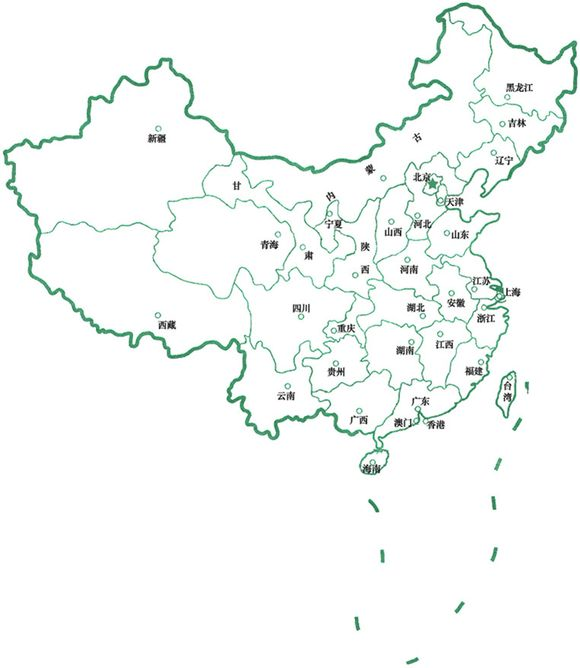 黑龙江
吉林
辽宁
古
蒙
内
新疆
甘
肃
北京
天津
宁夏
山西
河北
山东
青海
陕
西
河南
江苏
上海
安徽
浙江
西藏
四川
重庆
湖北
湖南
江西
贵州
福建
云南
广西
广东
澳门
香港
台
湾
海南